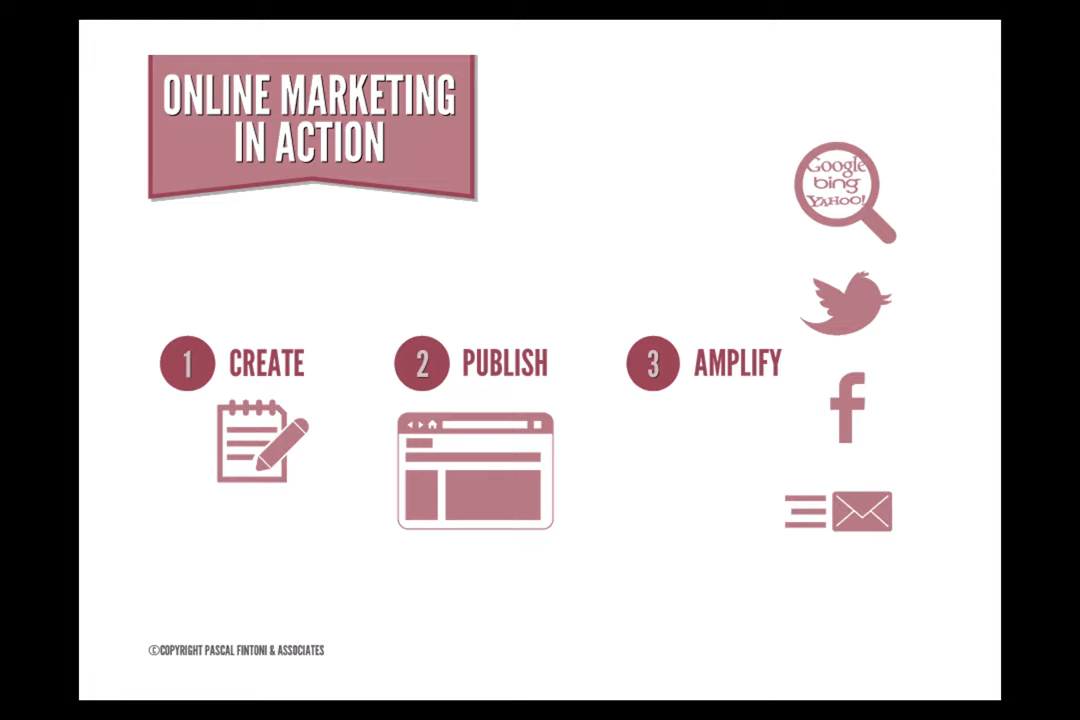 ONLINE MARKETING
IN ACTION
Google
bing
YAHOO!
1 CREATE
2 PUBLISH
3 AMPLIFY
f
©COPYRIGHT PASCAL FINTONI & ASSOCIATES